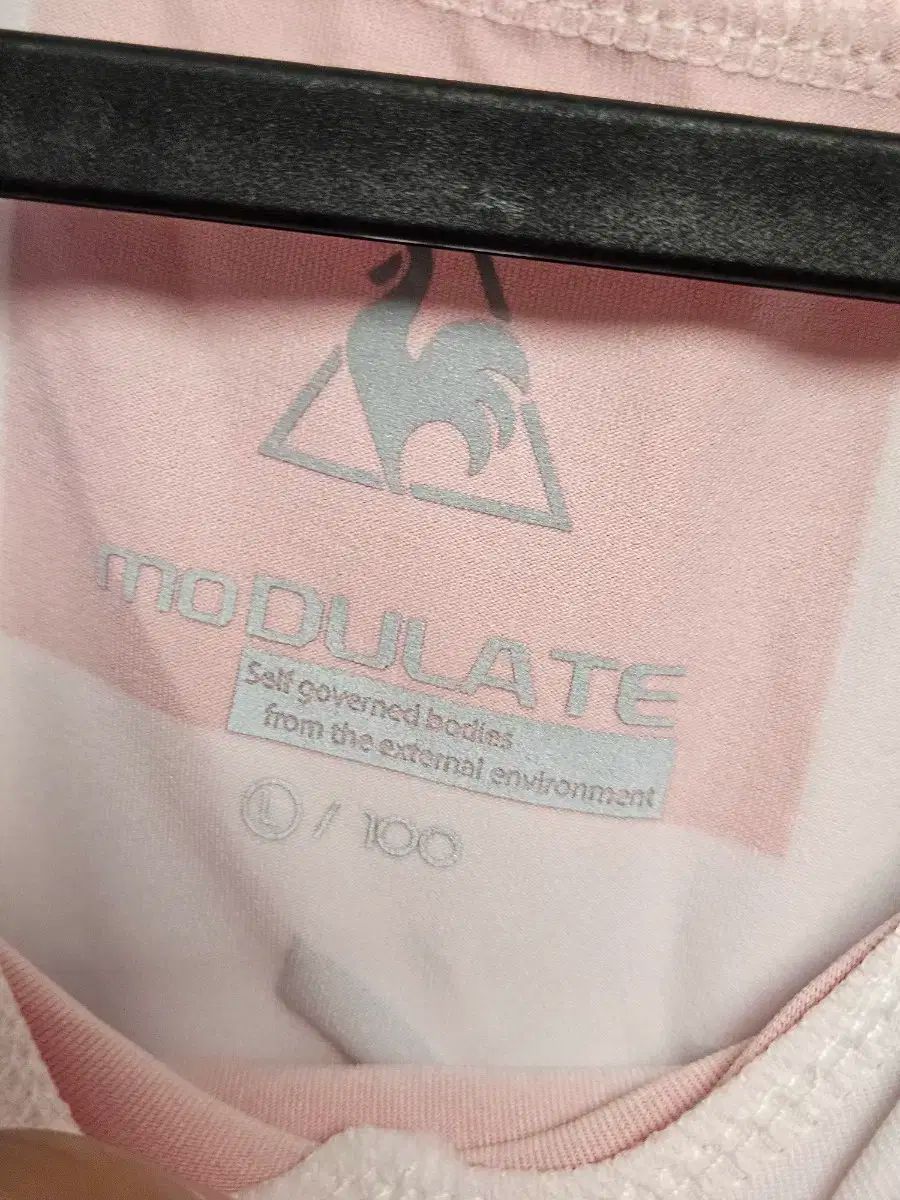 moDULATE
Self governed bodies
from the external environment
L / 100